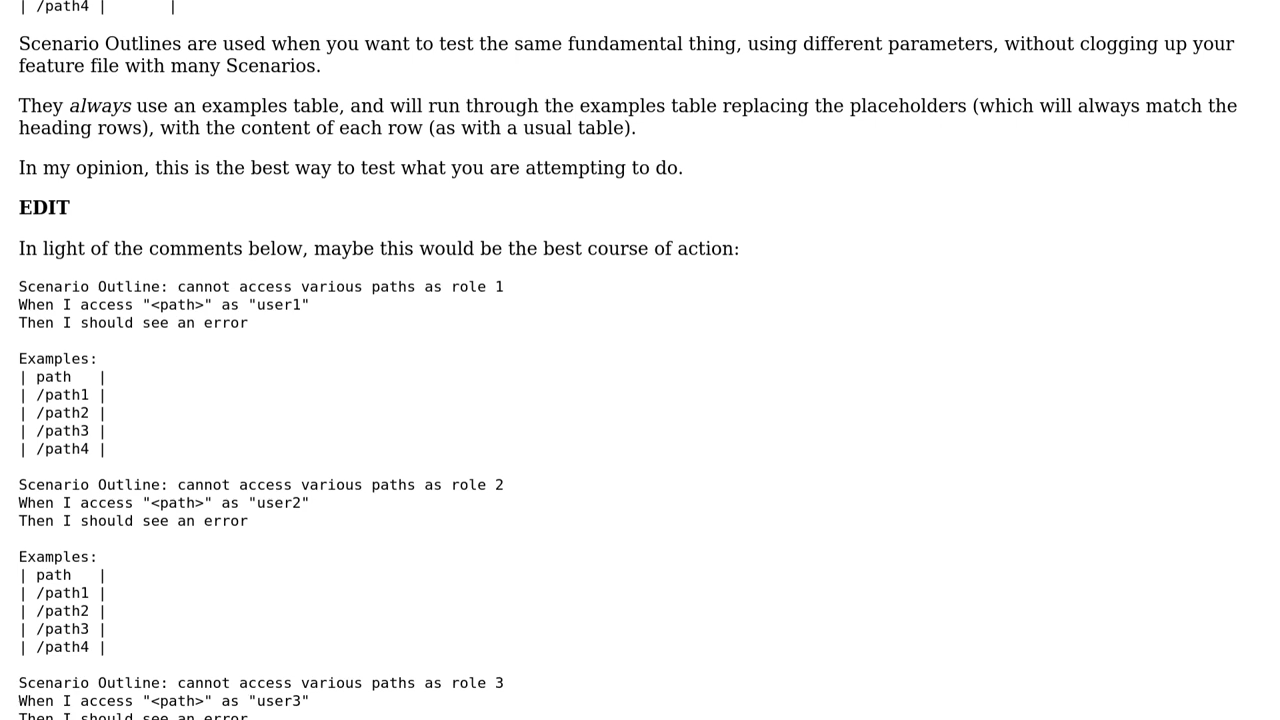 | /path4 |       |
Scenario Outlines are used when you want to test the same fundamental thing, using different parameters, without clogging up your
feature file with many Scenarios.
They always use an examples table, and will run through the examples table replacing the placeholders (which will always match the
heading rows), with the content of each row (as with a usual table).
In my opinion, this is the best way to test what you are attempting to do.
EDIT
In light of the comments below, maybe this would be the best course of action:
Scenario Outline: cannot access various paths as role 1
When I access "<path>" as "user1"
Then I should see an error
Examples:
| path   |
| /path1 |
| /path2 |
| /path3 |
| /path4 |
Scenario Outline: cannot access various paths as role 2
When I access "<path>" as "user2"
Then I should see an error
Examples:
| path   |
| /path1 |
| /path2 |
| /path3 |
| /path4 |
Scenario Outline: cannot access various paths as role 3
When I access "<path>" as "user3"
Then I should see an error